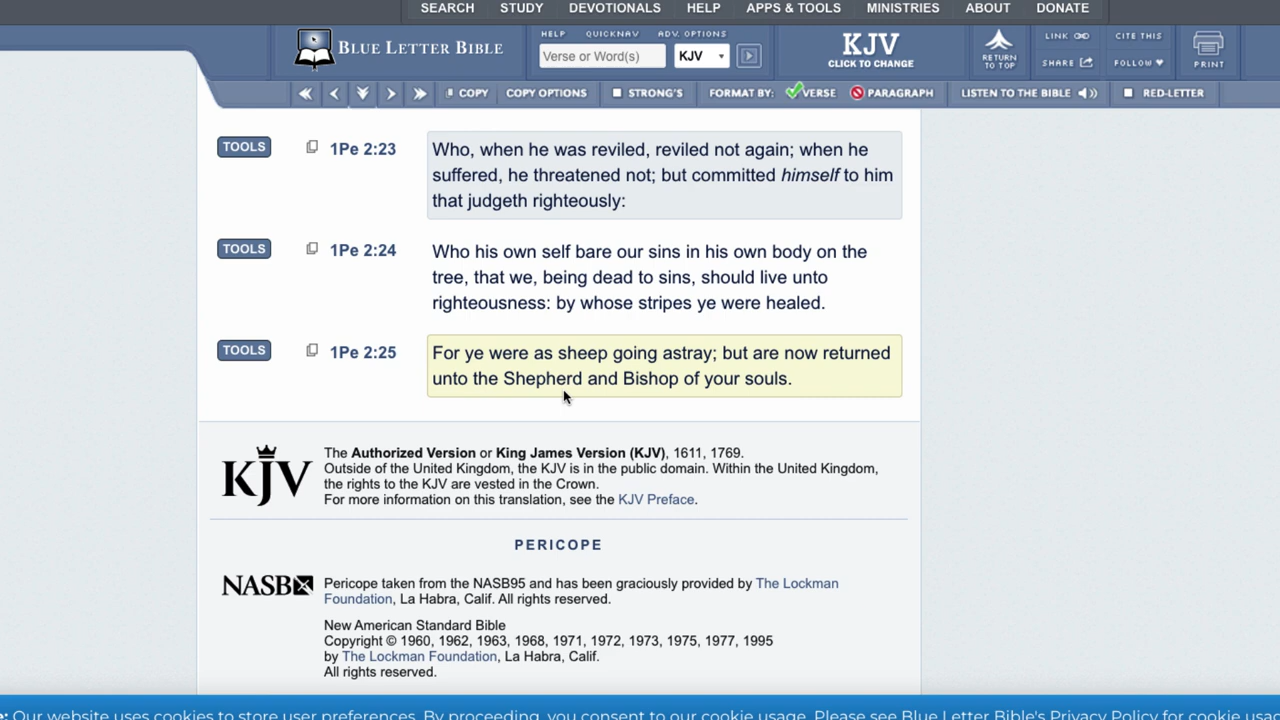 SEARCH STUDY DEVOTIONALS HELP APPS & TOOLS MINISTRIES ABOUT DONATE
BLUE LETTER BIBLE
HELP QUICKNAV ADV. OPTIONS
Verse or Word(s) KJV
KJV
CLICK TO CHANGE
RETURN
TO TOP
LINK
SHARE
CITE THIS
FOLLOW
PRINT
COPY COPY OPTIONS STRONG'S FORMAT BY: VERSE PARAGRAPH LISTEN TO THE BIBLE RED-LETTER
TOOLS 1Pe 2:23 Who, when he was reviled, reviled not again; when he
suffered, he threatened not; but committed himself to him
that judgeth righteously:
TOOLS 1Pe 2:24 Who his own self bare our sins in his own body on the
tree, that we, being dead to sins, should live unto
righteousness: by whose stripes ye were healed.
TOOLS 1Pe 2:25 For ye were as sheep going astray; but are now returned
unto the Shepherd and Bishop of your souls.
KJV
The Authorized Version or King James Version (KJV), 1611, 1769.
Outside of the United Kingdom, the KJV is in the public domain. Within the United Kingdom,
the rights to the KJV are vested in the Crown.
For more information on this translation, see the KJV Preface.
PERICOPE
NASB
Pericope taken from the NASB95 and has been graciously provided by The Lockman
Foundation, La Habra, Calif. All rights reserved.
New American Standard Bible
Copyright © 1960, 1962, 1963, 1968, 1971, 1972, 1973, 1975, 1977, 1995
by The Lockman Foundation, La Habra, Calif.
All rights reserved.
e: Our website uses cookies to store user preferences. By proceeding, you consent to our cookie usage. Please see Blue Letter Bible's Privacy Policy for cookie usag